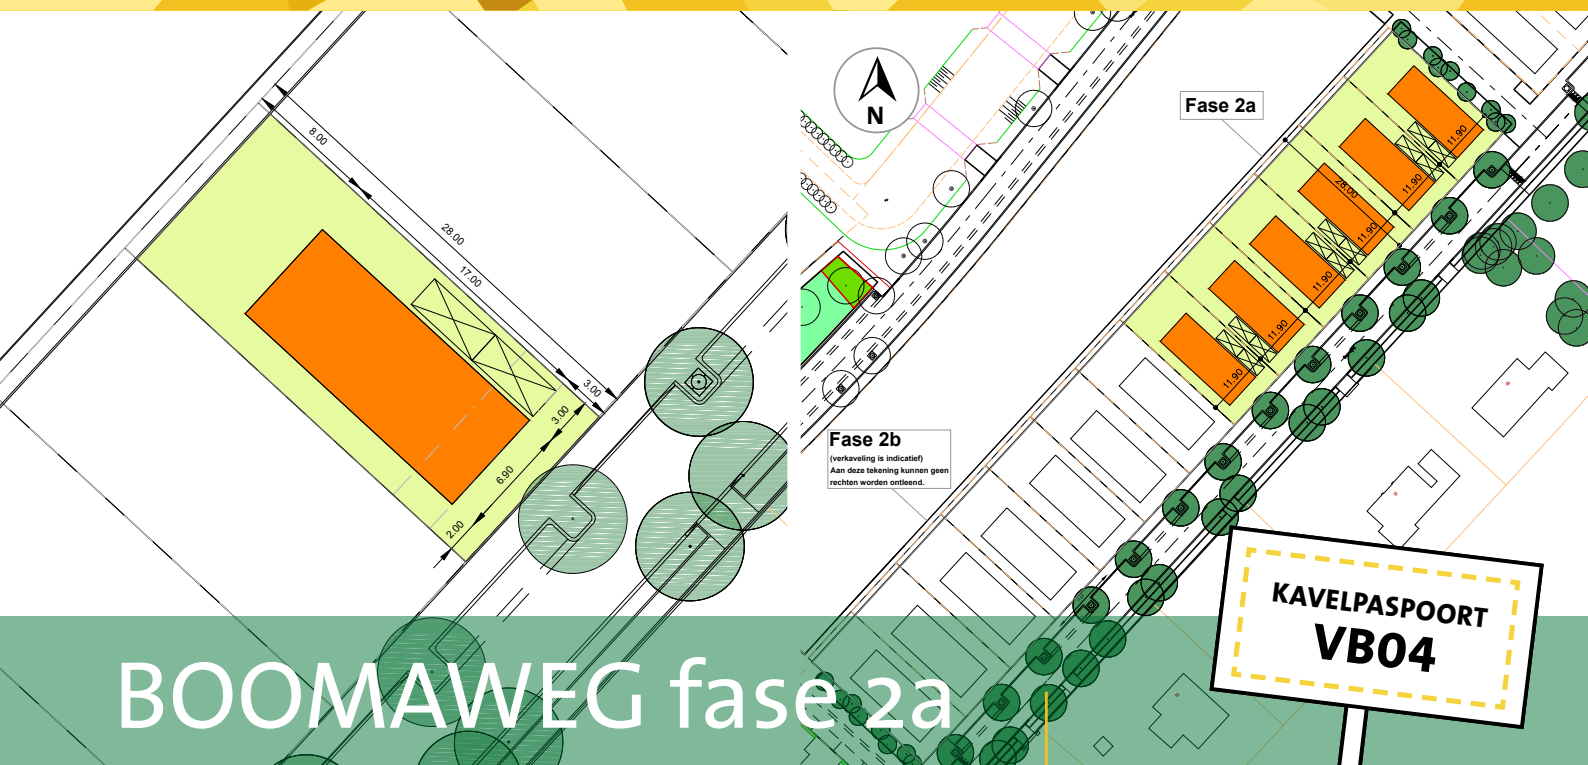 8.00
28.00
17.00
3.00
3.00
6.90
2.00
N
Fase 2a
11.90
11.90
28.00
11.90
11.90
11.90
11.90
Fase 2b
(verkaveling is indicatief)
Aan deze tekening kunnen geen
rechten worden ontleend.
KAVELPASPOORT
VB04
BOOMAWEG fase 2a